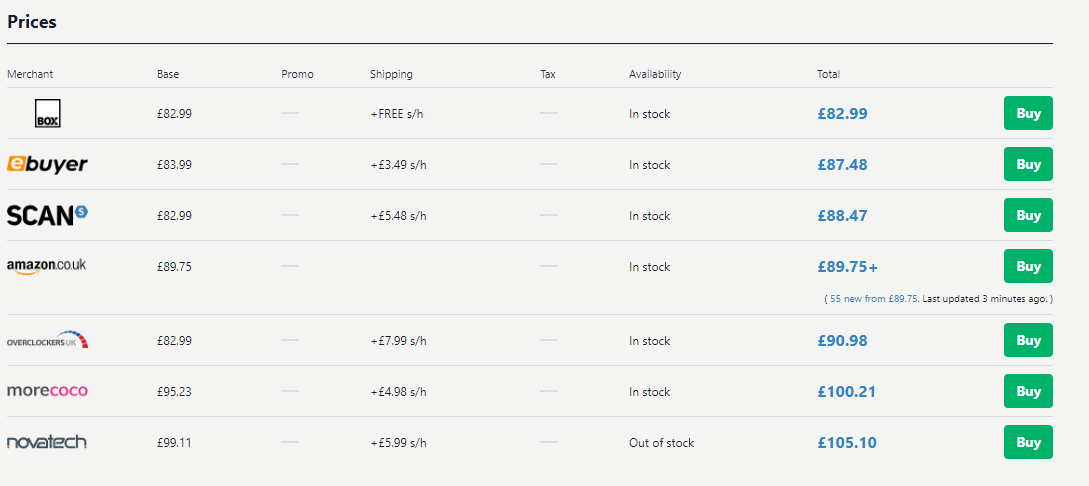 Prices
Merchant Base Promo Shipping Tax Availability Total
BOX £82.99 — +FREE s/h — In stock £82.99 Buy
ebuyer £83.99 — +£3.49 s/h — In stock £87.48 Buy
SCAN S £82.99 — +£5.48 s/h — In stock £88.47 Buy
amazon.co.uk £89.75 — — In stock £89.75+ Buy
( 55 new from £89.75. Last updated 3 minutes ago. )
OVERCLOCKERS UK £82.99 — +£7.99 s/h — In stock £90.98 Buy
morecoco £95.23 — +£4.98 s/h — In stock £100.21 Buy
novatech £99.11 — +£5.99 s/h — Out of stock £105.10 Buy